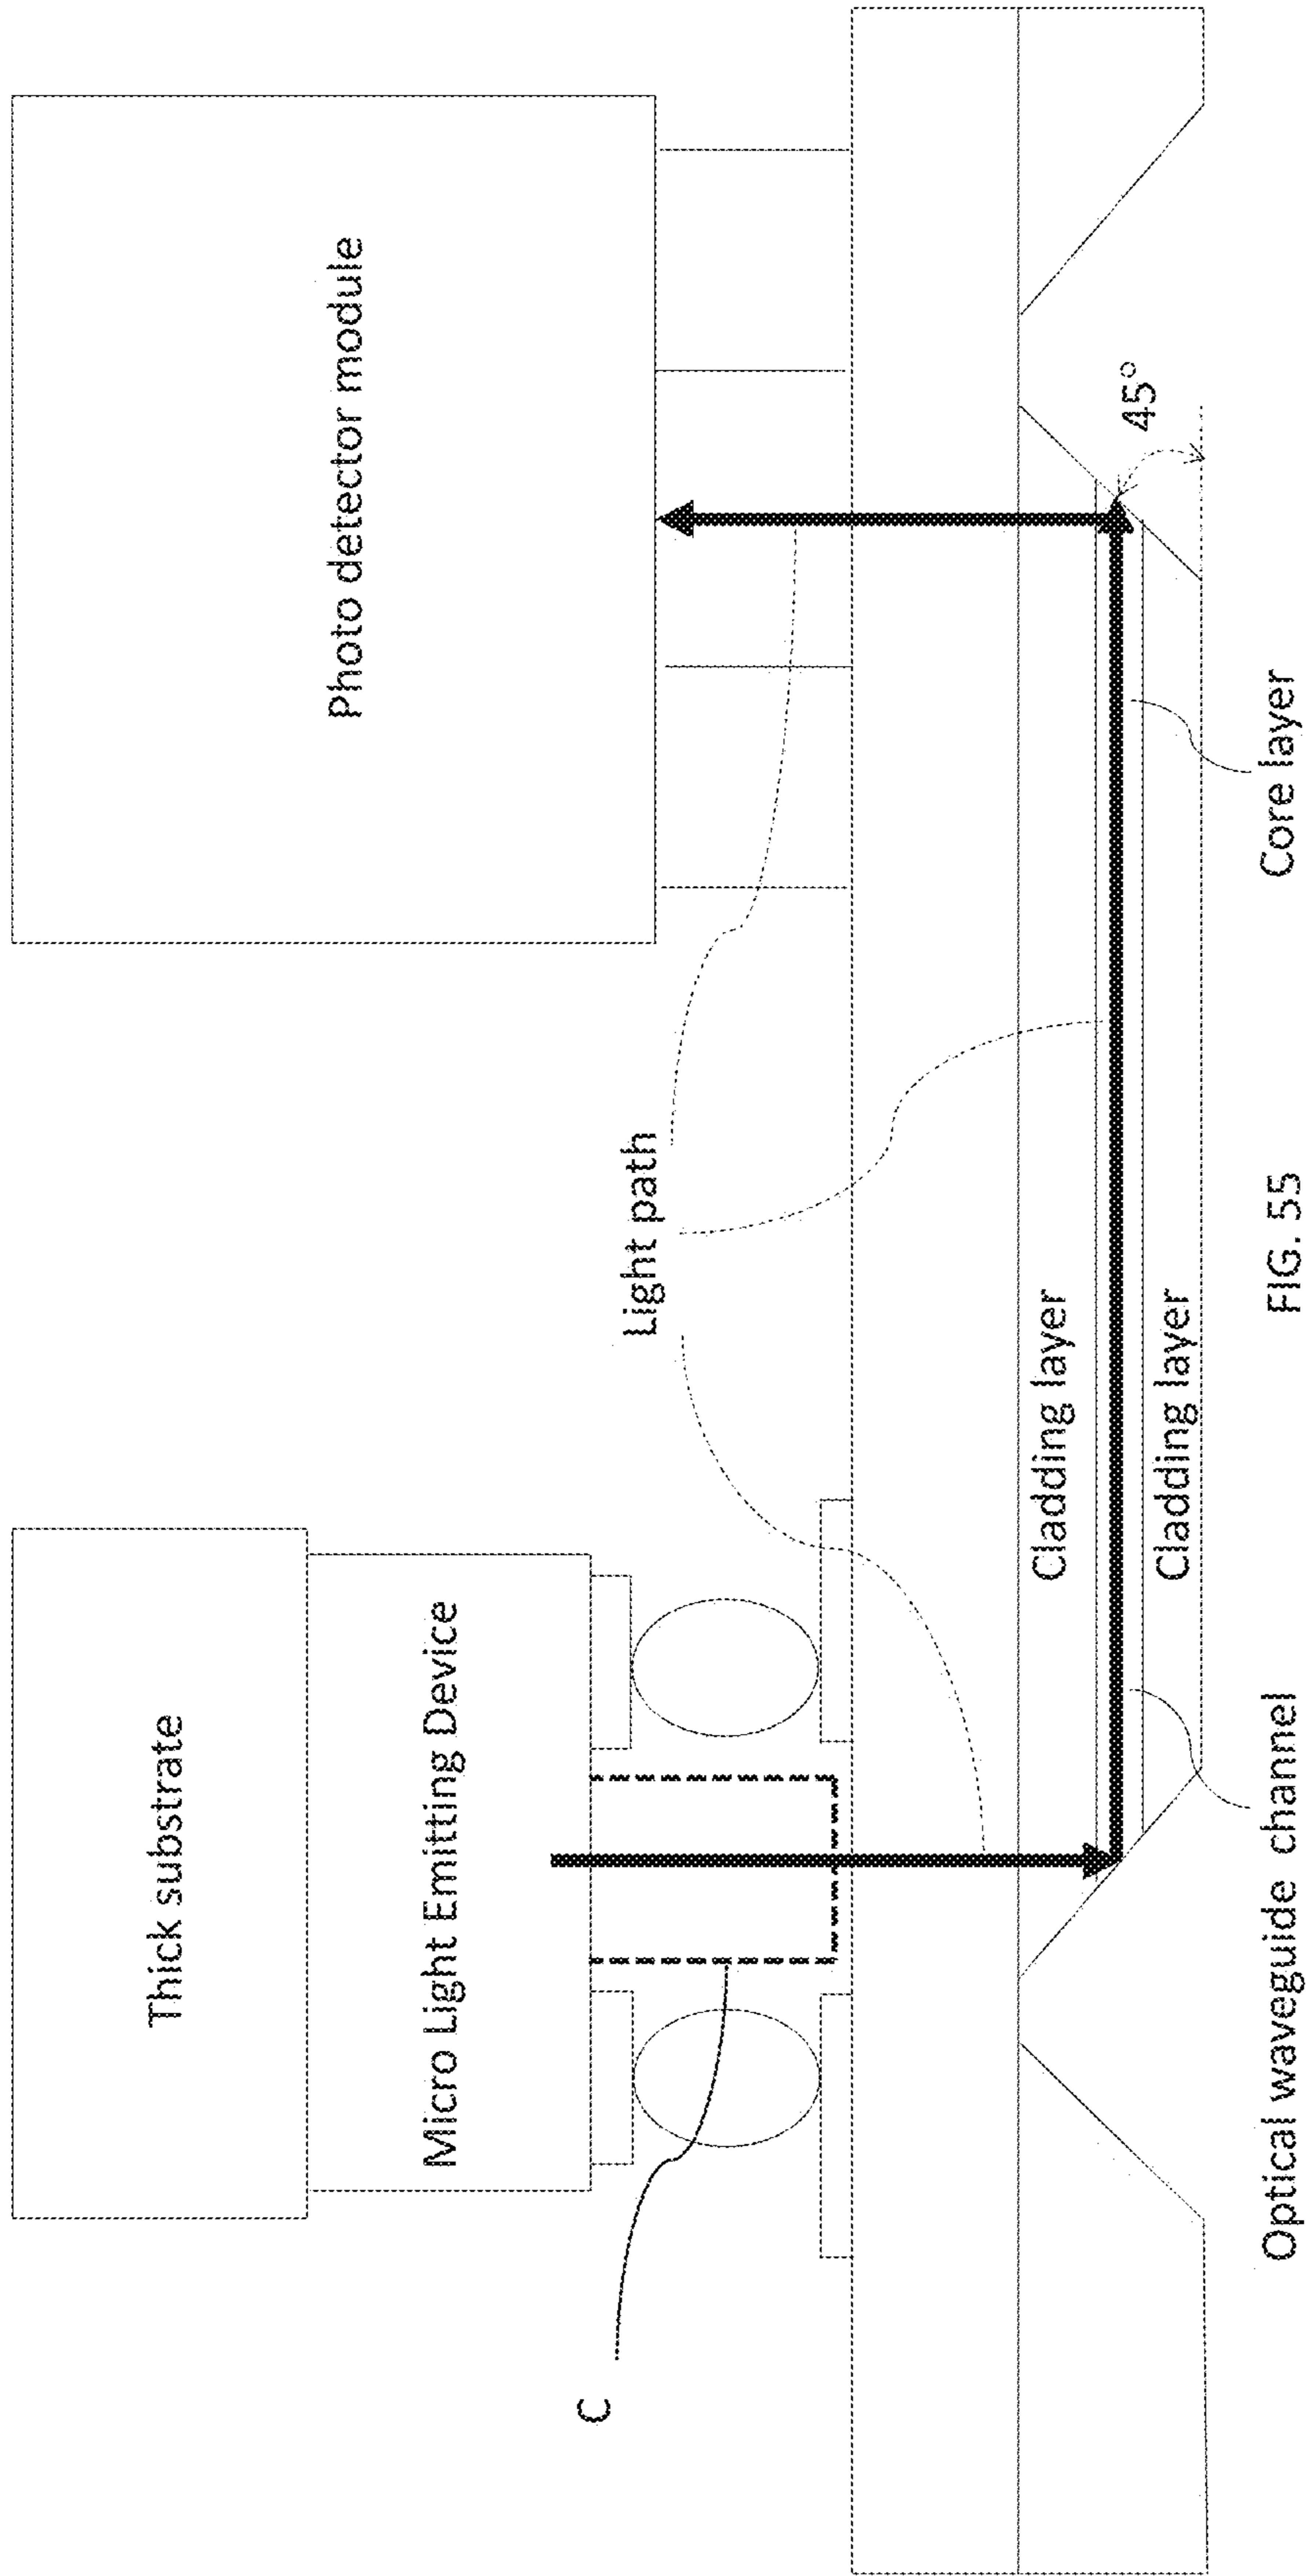 Thick substrate
Photo detector module
Micro Light Emitting Device
C
Light path
Cladding layer
45°
Cladding layer
Optical waveguide channel
Core layer
FIG. 55